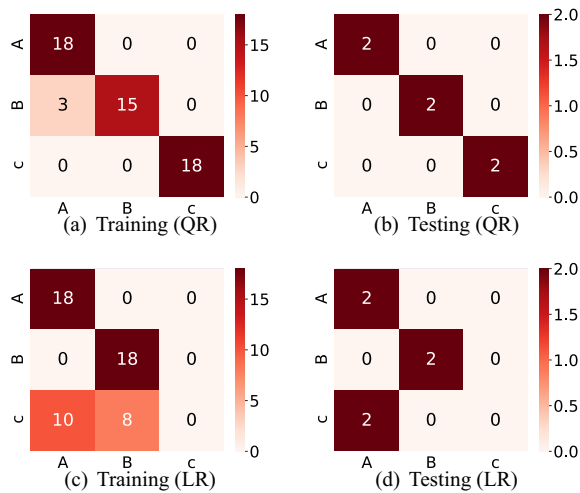 A 18 0 0 15 A 2 0 0 2.0
B 3 15 0 10 B 0 2 0 1.5
1.0
c 0 0 18 5 c 0 0 2 0.5
0 0.0
A B c A B c
(a) Training (QR) (b) Testing (QR)
A 18 0 0 15 A 2 0 0 2.0
B 0 18 0 10 B 0 2 0 1.5
1.0
c 10 8 0 5 c 2 0 0 0.5
0 0.0
A B c A B c
(c) Training (LR) (d) Testing (LR)